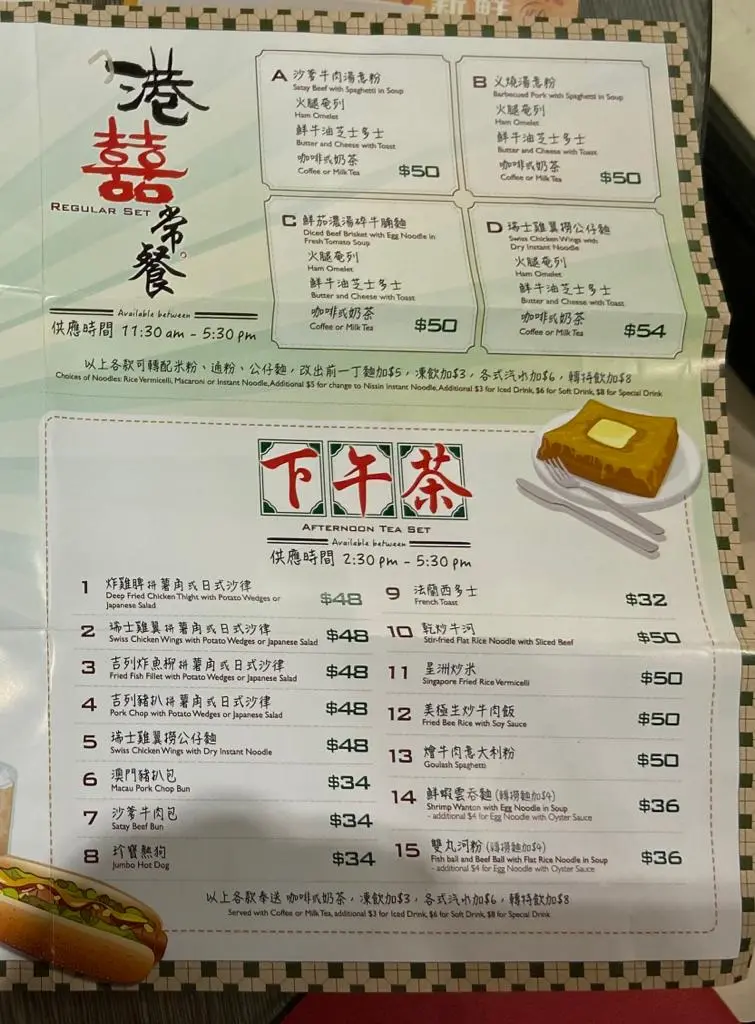 新鮮
港囍常餐
REGULAR SET
Available between
供應時間 11:30 am - 5:30 pm
A 沙爹牛肉湯意粉
Satay Beef with Spaghetti in Soup
火腿奄列
Ham Omelet
鮮牛油芝士多士
Butter and Cheese with Toast
咖啡或奶茶
Coffee or Milk Tea $50
B 义燒湯意粉
Barbecued Pork with Spaghetti in Soup
火腿奄列
Ham Omelet
鮮牛油芝士多士
Butter and Cheese with Toast
咖啡或奶茶
Coffee or Milk Tea $50
C 鮮茄濃湯碎牛腩麵
Diced Beef Brisket with Egg Noodle in
Fresh Tomato Soup
火腿奄列
Ham Omelet
鮮牛油芝士多士
Butter and Cheese with Toast
咖啡或奶茶
Coffee or Milk Tea $50
D 瑞士雞翼撈公仔麵
Swiss Chicken Wings with
Dry Instant Noodle
火腿奄列
Ham Omelet
鮮牛油芝士多士
Butter and Cheese with Toast
咖啡或奶茶
Coffee or Milk Tea $54
以上各款可轉配米粉、通粉、公仔麵，改出前一丁麵加$5，凍飲加$3，各式汽水加$6，轉特飲加$8
Choices of Noodles: Rice Vermicelli, Macaroni or Instant Noodle, Additional $5 for change to Nissin Instant Noodle, Additional $3 for Iced Drink, $6 for Soft Drink, $8 for Special Drink
下午茶
AFTERNOON TEA SET
Available between
供應時間 2:30 pm - 5:30 pm
1 炸雞脾拼薯角或日式沙律
Deep Fried Chicken Thight with Potato Wedges or
Japanese Salad $48
2 瑞士雞翼拼薯角或日式沙律
Swiss Chicken Wings with Potato Wedges or Japanese Salad $48
3 吉列炸魚柳拼薯角或日式沙律
Fried Fish Fillet with Potato Wedges or Japanese Salad $48
4 吉列豬扒拼薯角或日式沙律
Pork Chop with Potato Wedges or Japanese Salad $48
5 瑞士雞翼撈公仔麵
Swiss Chicken Wings with Dry Instant Noodle $48
6 澳門豬扒包
Macau Pork Chop Bun $34
7 沙爹牛肉包
Satay Beef Bun $34
8 珍寶熱狗
Jumbo Hot Dog $34
9 法蘭西多士
French Toast $32
10 乾炒牛河
Stir-fried Flat Rice Noodle with Sliced Beef $50
11 星洲炒米
Singapore Fried Rice Vermicelli $50
12 美極生炒牛肉飯
Fried Bee Rice with Soy Sauce $50
13 燴牛肉意大利粉
Goulash Spaghetti $50
14 鮮蝦雲吞麵 (轉撈麵加$4)
Shrimp Wanton with Egg Noodle in Soup
- additional $4 for Egg Noodle with Oyster Sauce $36
15 雙丸河粉 (轉撈麵加$4)
Fish ball and Beef Ball with Flat Rice Noodle in Soup
- additional $4 for Egg Noodle with Oyster Sauce $36
以上各款奉送 咖啡或奶茶，凍飲加$3，各式汽水加$6，轉特飲加$8
Served with Coffee or Milk Tea, additional $3 for Iced Drink, $6 for Soft Drink, $8 for Special Drink